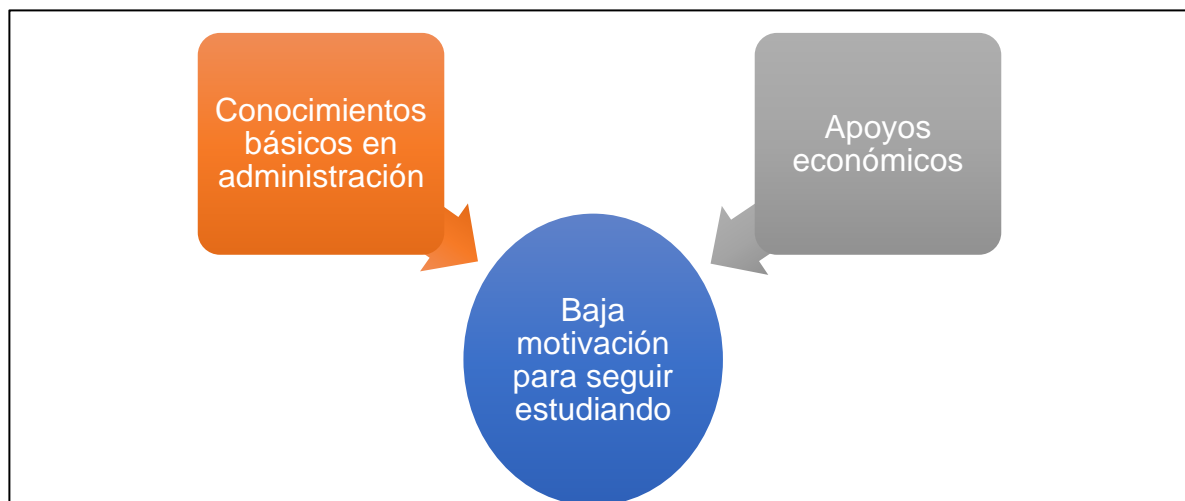 Conocimientos
básicos en
administración
Apoyos
económicos
Baja
motivación
para seguir
estudiando